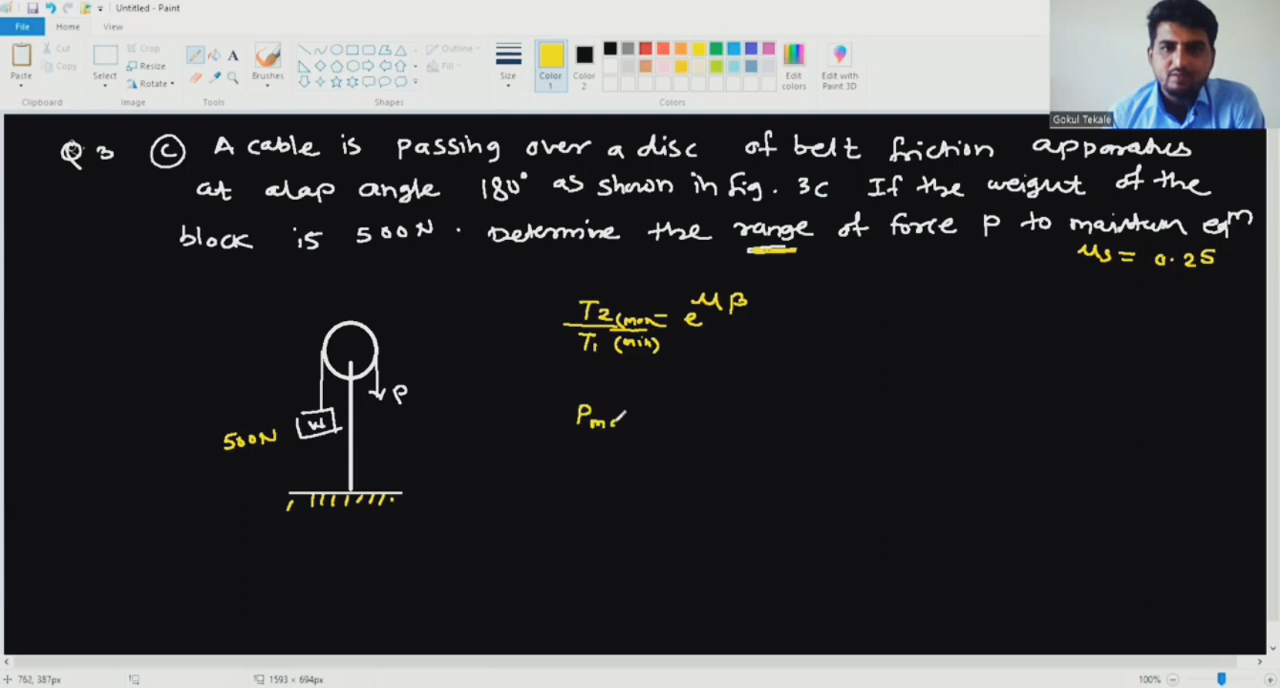 Untitled - Paint
File Home View
Paste Cut Copy Select Crop Resize Rotate Brushes Size Outline Fill Color 1 Color 2 Edit colors Edit with Paint 3D
Clipboard Image Tools Shapes Colors
Gokul Tekale
Q 3 (C) A cable is passing over a disc of belt friction apparatus
at a lap angle 180° as shown in fig. 3c If the weight of the
block is 500N. Determine the range of force P to maintain eqm
μs = 0.25
T2 (max = e^μβ
T1 (min)
P
W
500N
Pm
762, 387px 1593 × 694px 100%